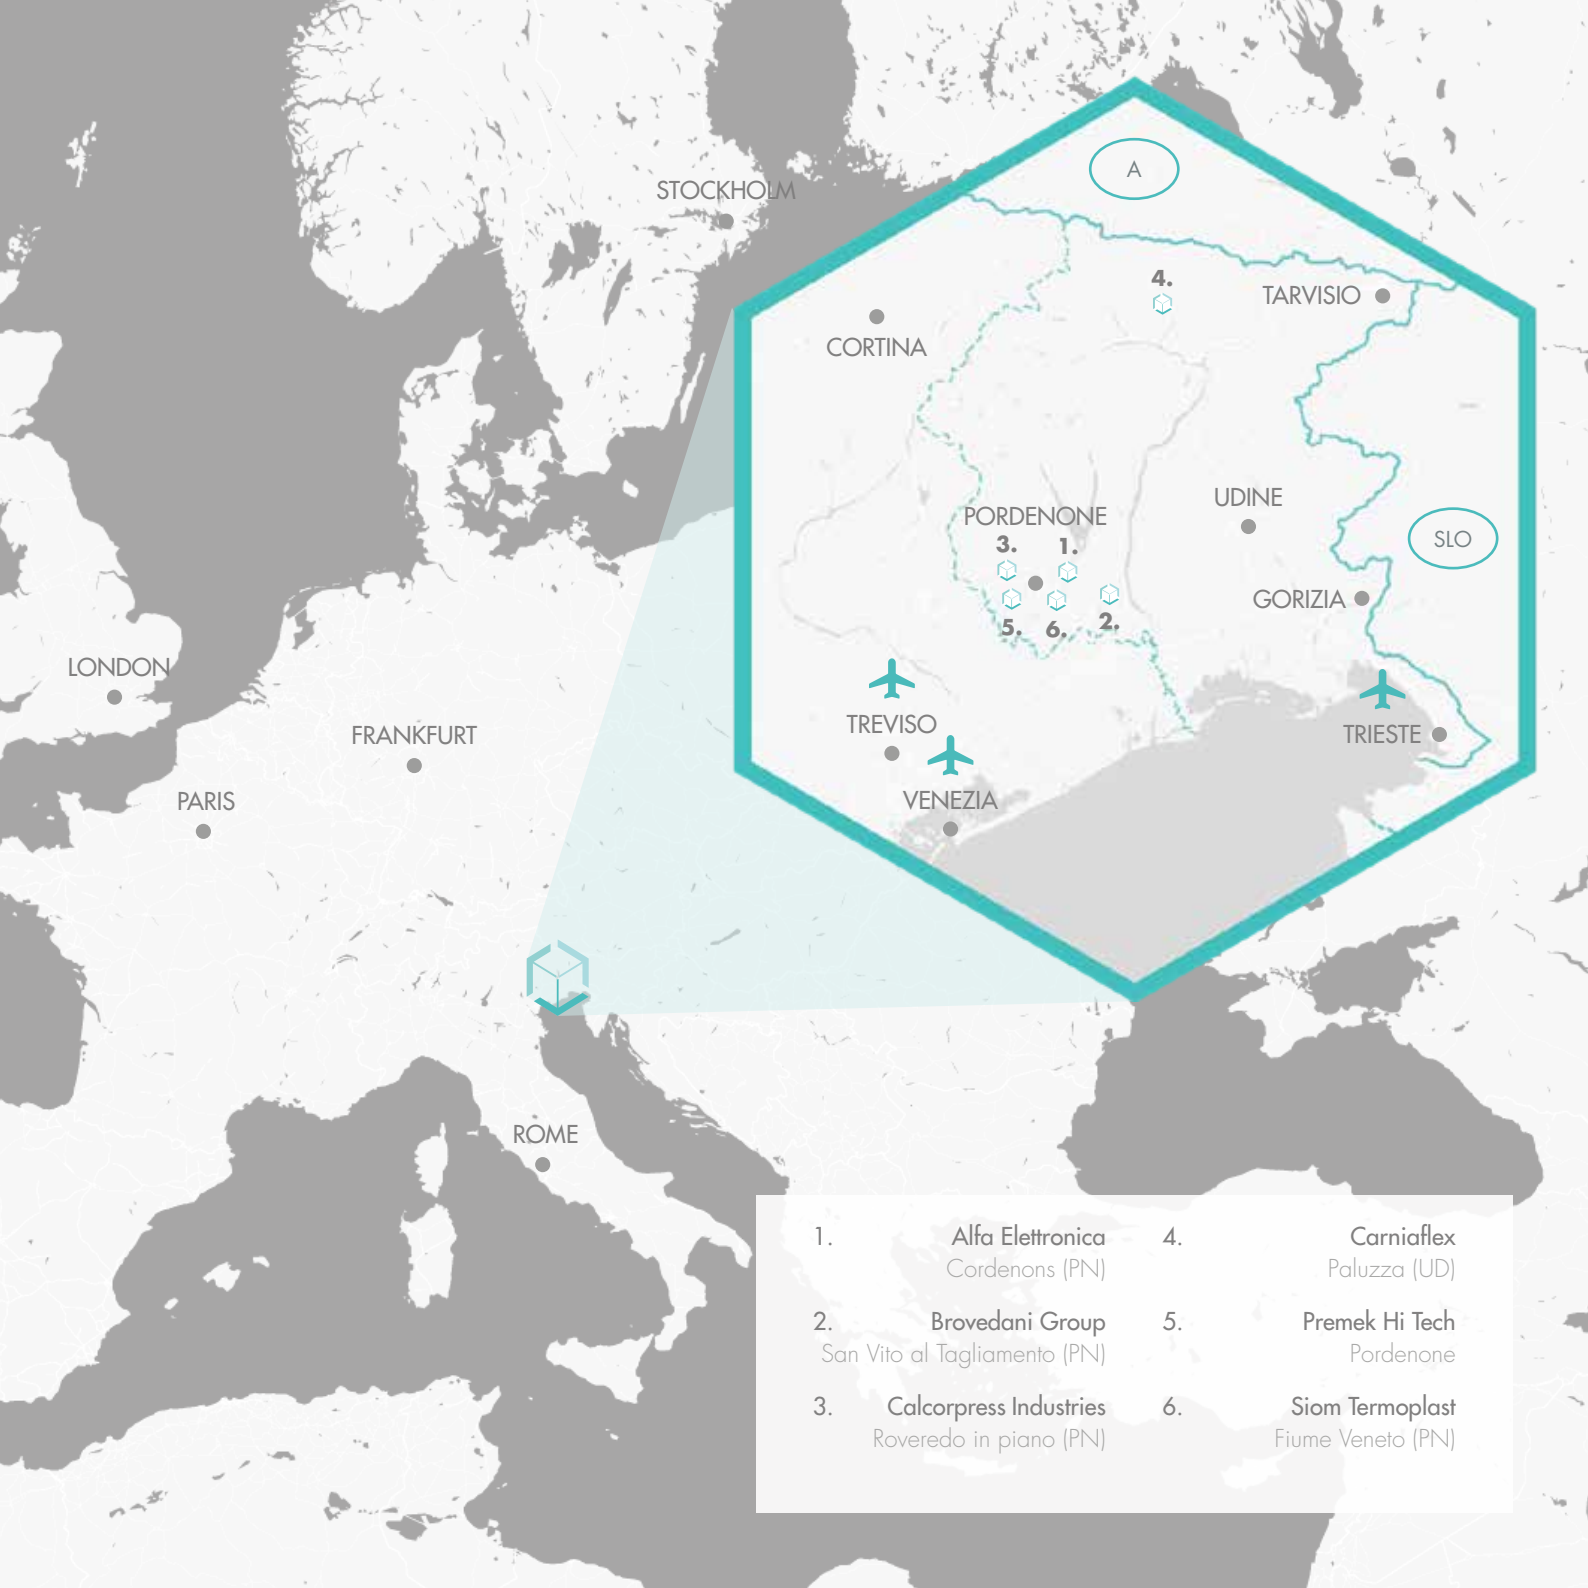 STOCKHOLM
A
4.
TARVISIO
CORTINA
UDINE
PORDENONE
3.
1.
SLO
GORIZIA
5.
6.
2.
LONDON
TREVISO
TRIESTE
FRANKFURT
PARIS
VENEZIA
ROME
1.
Alfa Elettronica
Cordenons (PN)
2.
Brovedani Group
San Vito al Tagliamento (PN)
3.
Calcorpress Industries
Roveredo in piano (PN)
4.
Carniaflex
Paluzza (UD)
5.
Premek Hi Tech
Pordenone
6.
Siom Termoplast
Fiume Veneto (PN)